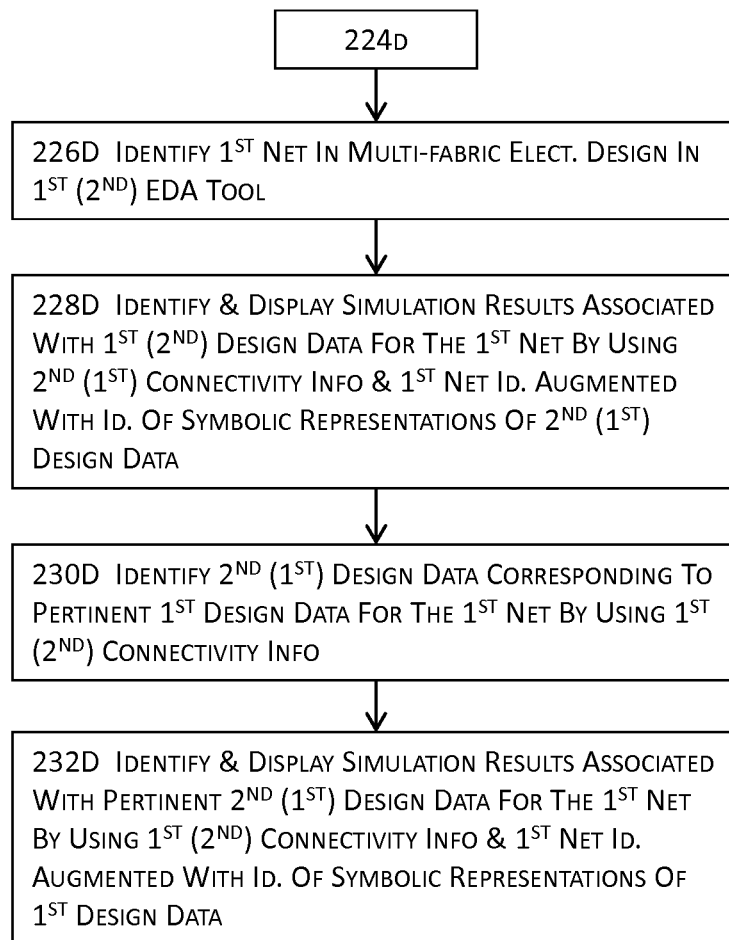 224D
226D IDENTIFY 1ST NET IN MULTI-FABRIC ELECT. DESIGN IN
1ST (2ND) EDA TOOL
228D IDENTIFY & DISPLAY SIMULATION RESULTS ASSOCIATED
WITH 1ST (2ND) DESIGN DATA FOR THE 1ST NET BY USING
2ND (1ST) CONNECTIVITY INFO & 1ST NET ID. AUGMENTED
WITH ID. OF SYMBOLIC REPRESENTATIONS OF 2ND (1ST)
DESIGN DATA
230D IDENTIFY 2ND (1ST) DESIGN DATA CORRESPONDING TO
PERTINENT 1ST DESIGN DATA FOR THE 1ST NET BY USING 1ST
(2ND) CONNECTIVITY INFO
232D IDENTIFY & DISPLAY SIMULATION RESULTS ASSOCIATED
WITH PERTINENT 2ND (1ST) DESIGN DATA FOR THE 1ST NET
BY USING 1ST (2ND) CONNECTIVITY INFO & 1ST NET ID.
AUGMENTED WITH ID. OF SYMBOLIC REPRESENTATIONS OF
1ST DESIGN DATA